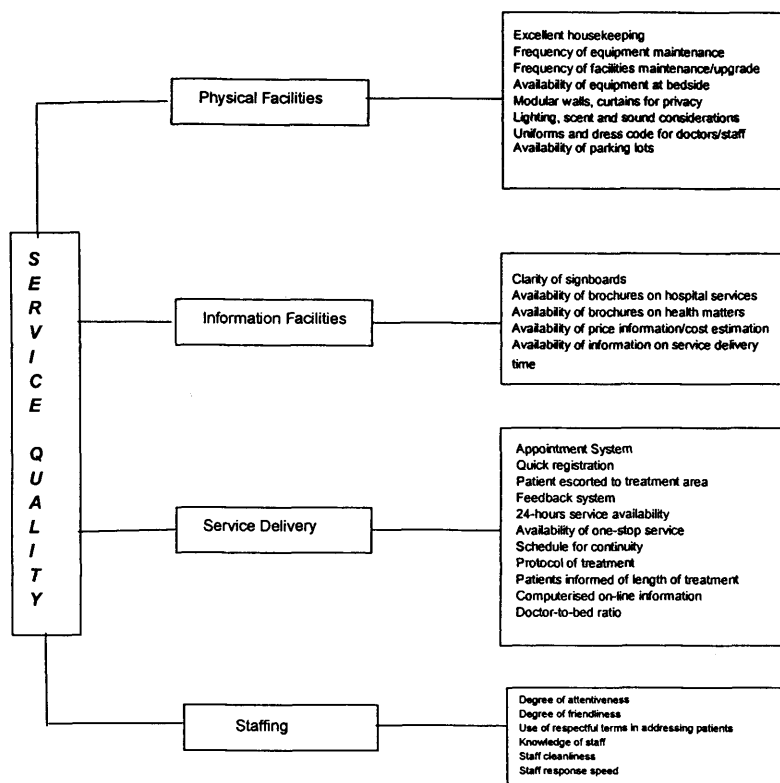 SERVICE QUALITY
Physical Facilities
Excellent housekeeping
Frequency of equipment maintenance
Frequency of facilities maintenance/upgrade
Availability of equipment at bedside
Modular walls, curtains for privacy
Lighting, scent and sound considerations
Uniforms and dress code for doctors/staff
Availability of parking lots
Information Facilities
Clarity of signboards
Availability of brochures on hospital services
Availability of brochures on health matters
Availability of price information/cost estimation
Availability of information on service delivery
time
Service Delivery
Appointment System
Quick registration
Patient escorted to treatment area
Feedback system
24-hours service availability
Availability of one-stop service
Schedule for continuity
Protocol of treatment
Patients informed of length of treatment
Computerised on-line information
Doctor-to-bed ratio
Staffing
Degree of attentiveness
Degree of friendliness
Use of respectful terms in addressing patients
Knowledge of staff
Staff cleanliness
Staff response speed